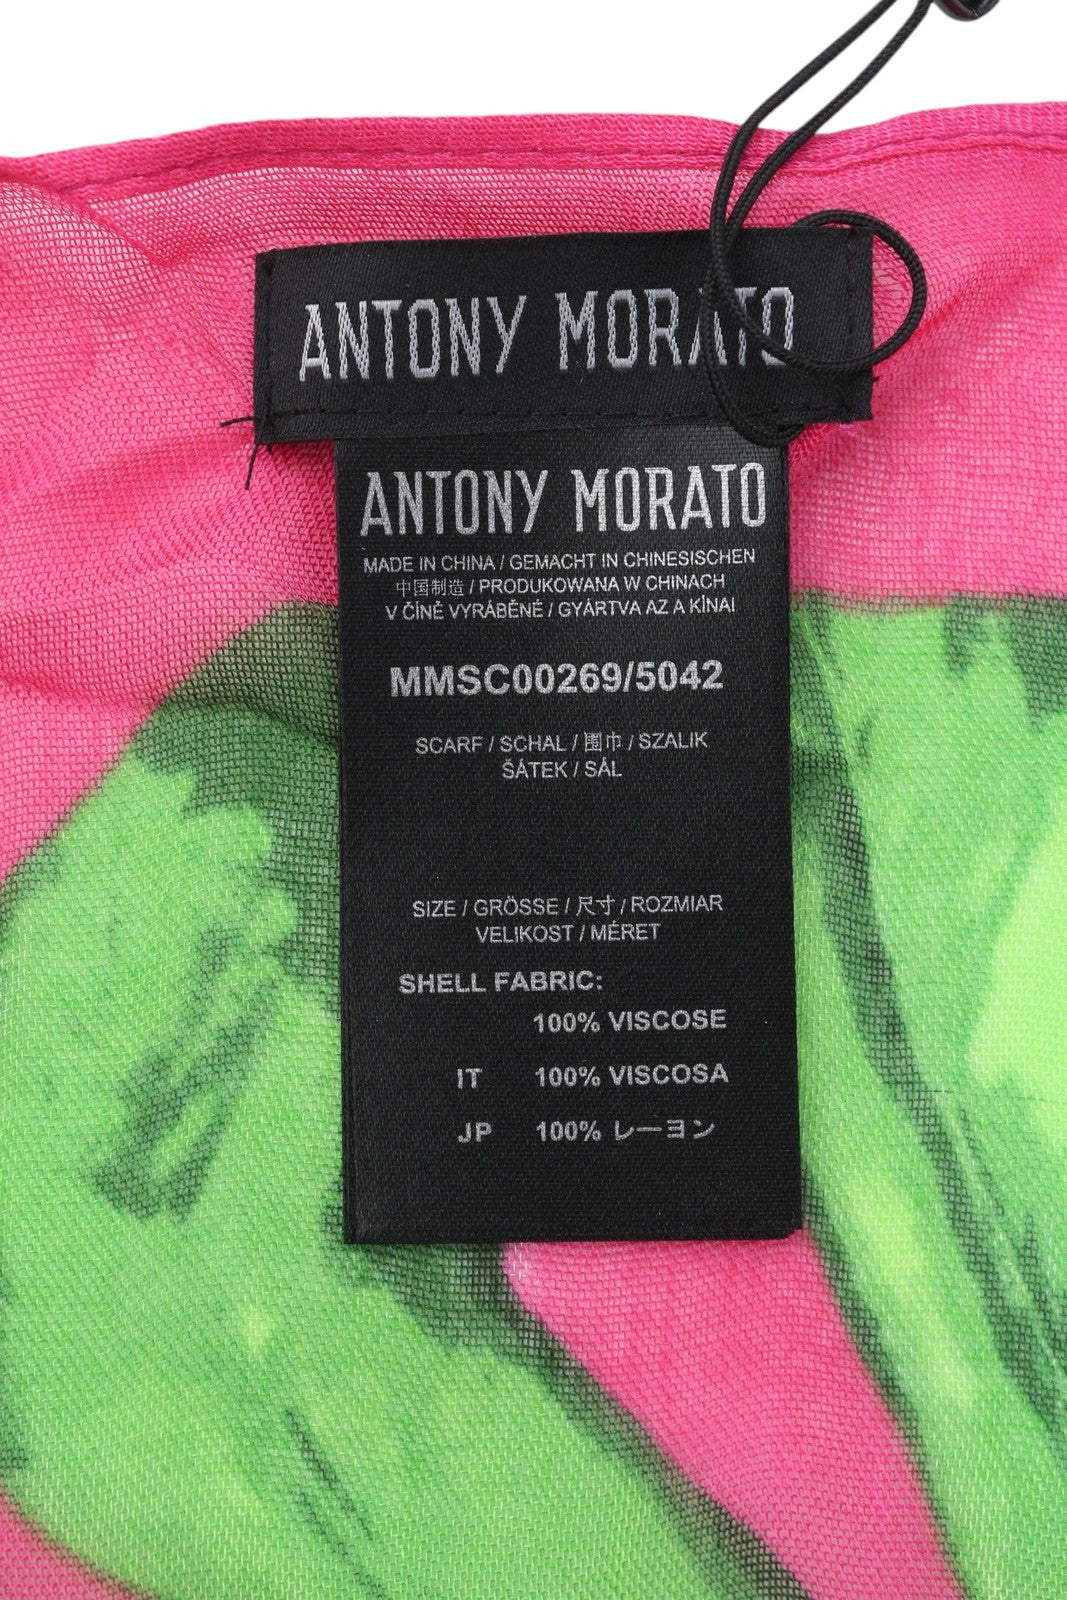 ANTONY MORATO
ANTONY MORATO
MADE IN CHINA / GEMACHT IN CHINESISCHEN
中国制造 / PRODUKOWANA W CHINACH
V ČÍNĚ VYRÁBĚNÉ / GYÁRTVA AZ A KÍNAI
MMSC00269/5042
SCARF / SCHAL / 围巾 / SZALIK
ŠÁTEK / SÁL
SIZE / GRÖSSE / 尺寸 / ROZMIAR
VELIKOST / MÉRET
SHELL FABRIC:
100% VISCOSE
IT 100% VISCOSA
JP 100% レーヨン